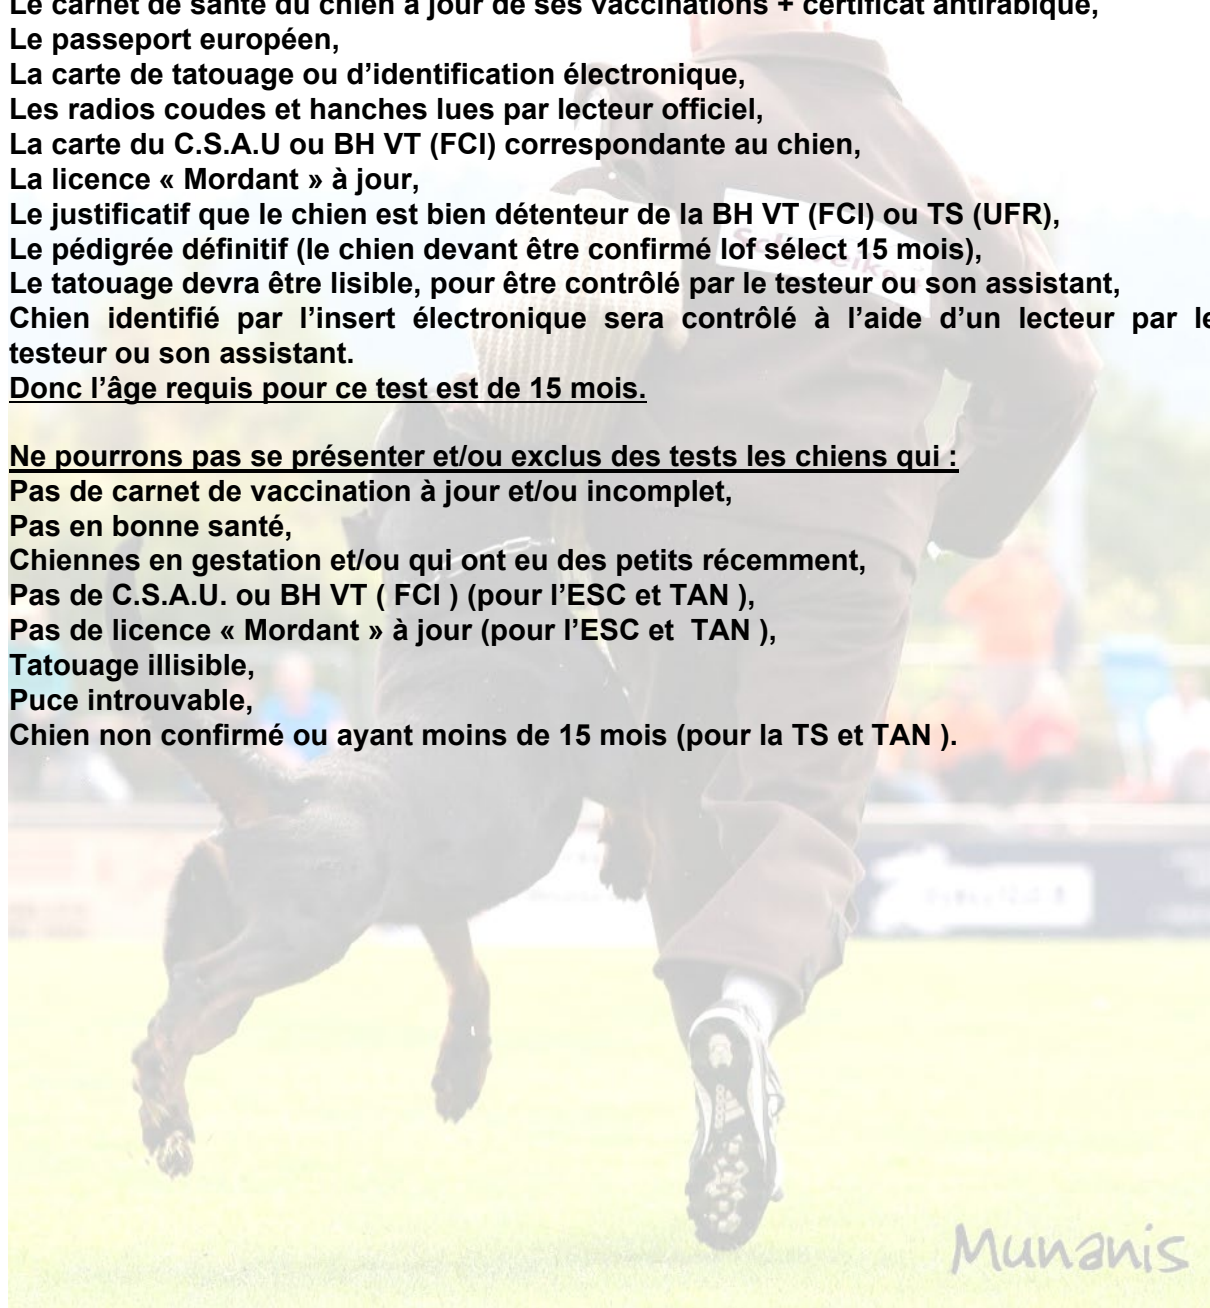 Le carnet de santé du chien à jour de ses vaccinations + certificat antirabique,
Le passeport européen,
La carte de tatouage ou d’identification électronique,
Les radios coudes et hanches lues par lecteur officiel,
La carte du C.S.A.U ou BH VT (FCI) correspondante au chien,
La licence « Mordant » à jour,
Le justificatif que le chien est bien détenteur de la BH VT (FCI) ou TS (UFR),
Le pédigrée définitif (le chien devant être confirmé lof sélect 15 mois),
Le tatouage devra être lisible, pour être contrôlé par le testeur ou son assistant,
Chien identifié par l’insert électronique sera contrôlé à l’aide d’un lecteur par le
testeur ou son assistant.
Donc l’âge requis pour ce test est de 15 mois.
Ne pourrons pas se présenter et/ou exclus des tests les chiens qui :
Pas de carnet de vaccination à jour et/ou incomplet,
Pas en bonne santé,
Chiennes en gestation et/ou qui ont eu des petits récemment,
Pas de C.S.A.U. ou BH VT ( FCI ) (pour l’ESC et TAN ),
Pas de licence « Mordant » à jour (pour l’ESC et  TAN ),
Tatouage illisible,
Puce introuvable,
Chien non confirmé ou ayant moins de 15 mois (pour la TS et TAN ).
adidas
Munanis